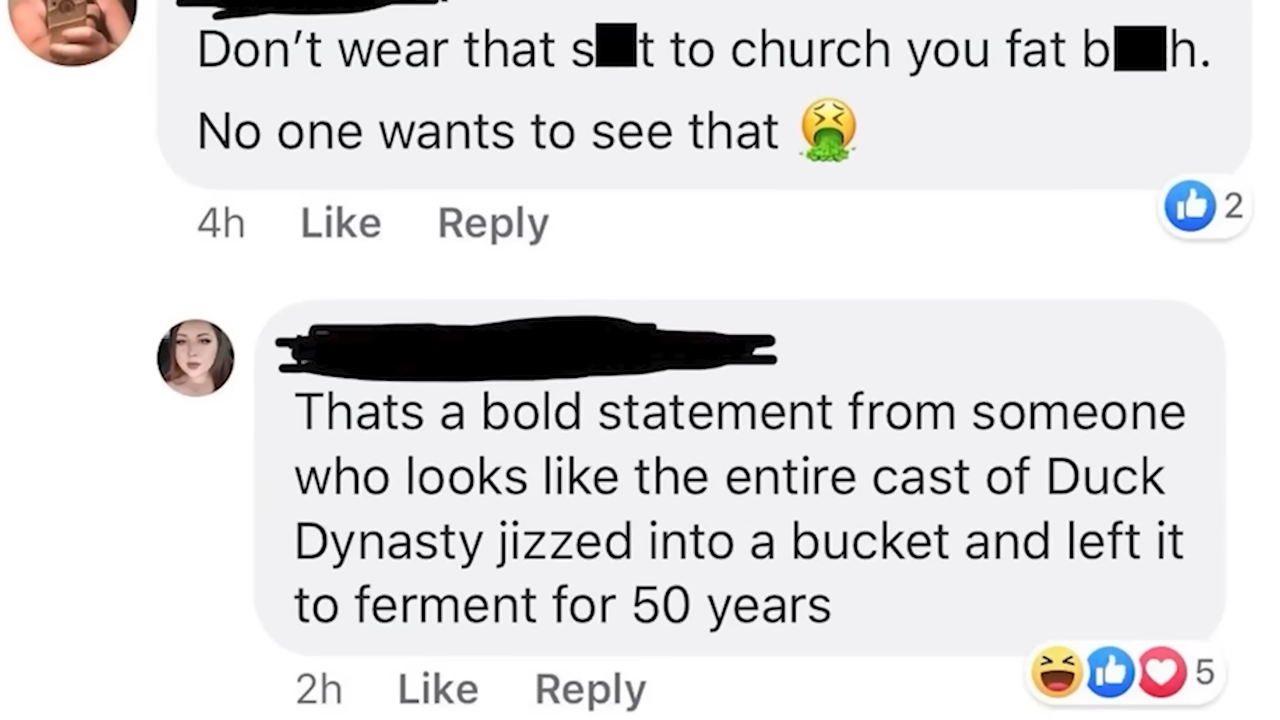 Don't wear that s■t to church you fat b■h.
No one wants to see that 🤮
4h Like Reply
2
Thats a bold statement from someone
who looks like the entire cast of Duck
Dynasty jizzed into a bucket and left it
to ferment for 50 years
2h Like Reply
5